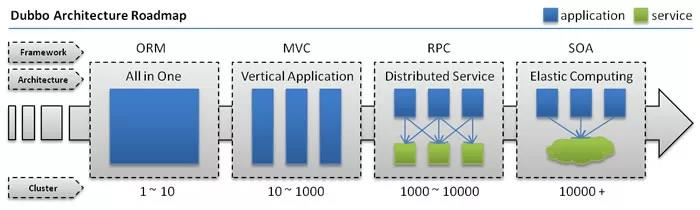 Dubbo Architecture Roadmap
application
service
Framework
ORM
MVC
RPC
SOA
Architecture
All in One
Vertical Application
Distributed Service
Elastic Computing
Cluster
1 ~ 10
10 ~ 1000
1000 ~ 10000
10000 +